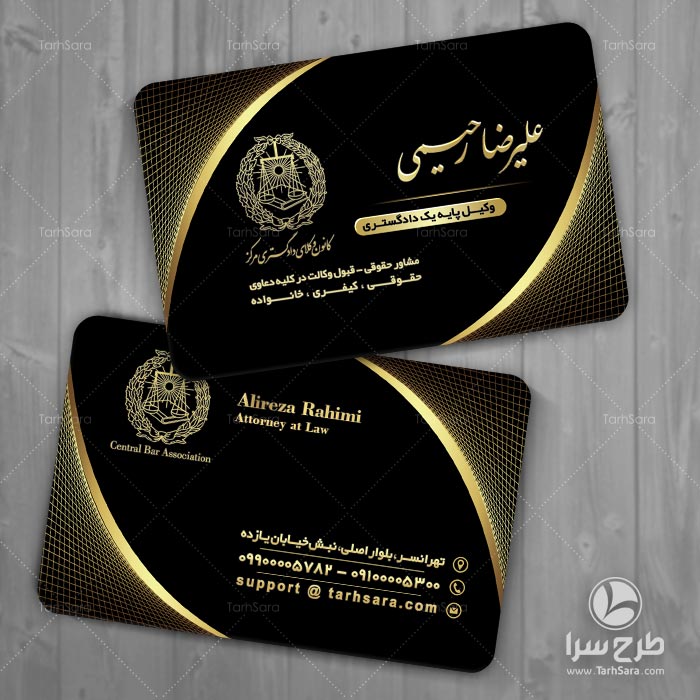 علیرضا رحیمی
وکیل پایه یک دادگستری
کانون وکلای دادگستری مرکز
مشاور حقوقی - قبول وکالت در کلیه دعاوی
حقوقی ، کیفری ، خانواده
Central Bar Association
Alireza Rahimi
Attorney at Law
تهرانسر، بلوار اصلی، نبش خیابان یازده
۰۹۱۰۰۰۰۵۳۰۰ – ۰۹۹۰۰۰۰۵۷۸۲
support @ tarhsara.com
طرح سرا
www.TarhSara.com
TarhSara